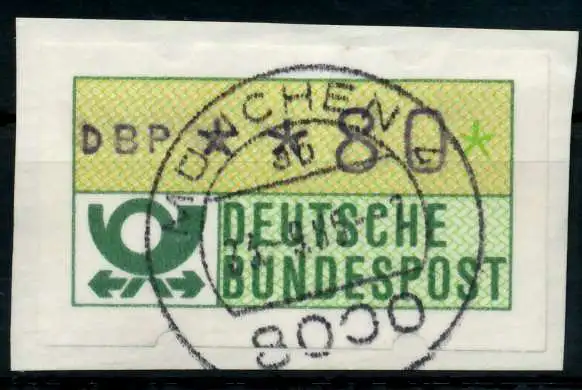 DBP * * 80 *
DEUTSCHE
BUNDESPOST
MÜNCHEN
8000